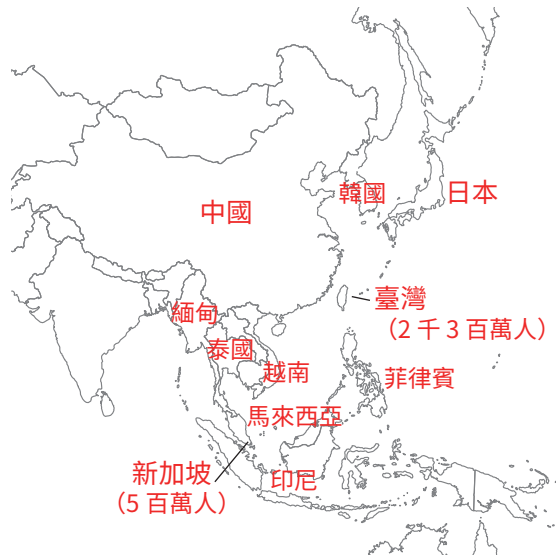 日本
韓國
中國
臺灣
（2 千 3 百萬人）
緬甸
泰國
越南
菲律賓
馬來西亞
新加坡
（5 百萬人）
印尼